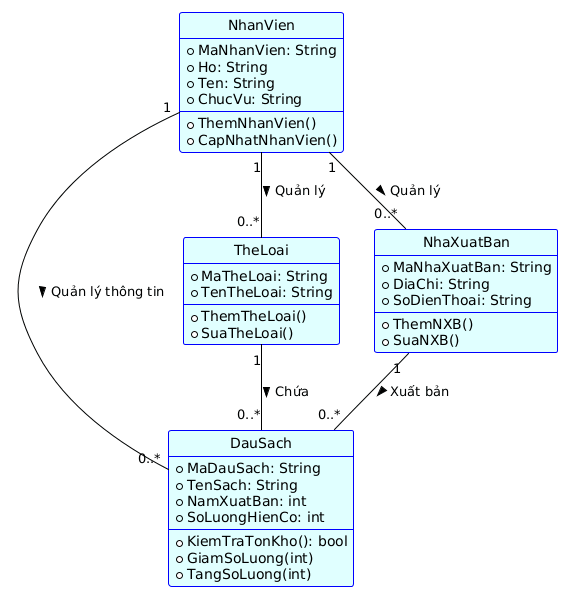 NhanVien
MaNhanVien: String
Ho: String
Ten: String
ChucVu: String
ThemNhanVien()
CapNhatNhanVien()
1
1
1
Quản lý
Quản lý
0..*
0..*
TheLoai
MaTheLoai: String
TenTheLoai: String
ThemTheLoai()
SuaTheLoai()
NhaXuatBan
MaNhaXuatBan: String
DiaChi: String
SoDienThoai: String
ThemNXB()
SuaNXB()
Quản lý thông tin
1
1
Chứa
Xuất bản
0..*
0..*
0..*
DauSach
MaDauSach: String
TenSach: String
NamXuatBan: int
SoLuongHienCo: int
KiemTraTonKho(): bool
GiamSoLuong(int)
TangSoLuong(int)